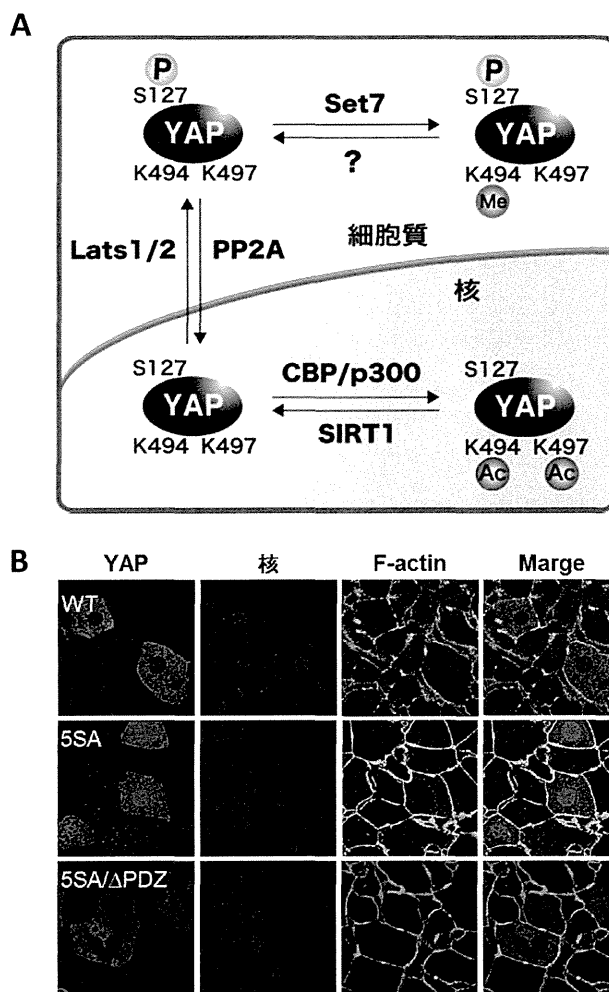 A
P
S127
YAP
K494 K497
Set7
?
P
S127
YAP
K494 K497
Me
Lats1/2
PP2A
細胞質
核
S127
YAP
K494 K497
CBP/p300
SIRT1
S127
YAP
K494 K497
Ac
Ac
B
YAP
核
F-actin
Marge
WT
5SA
5SA/ΔPDZ